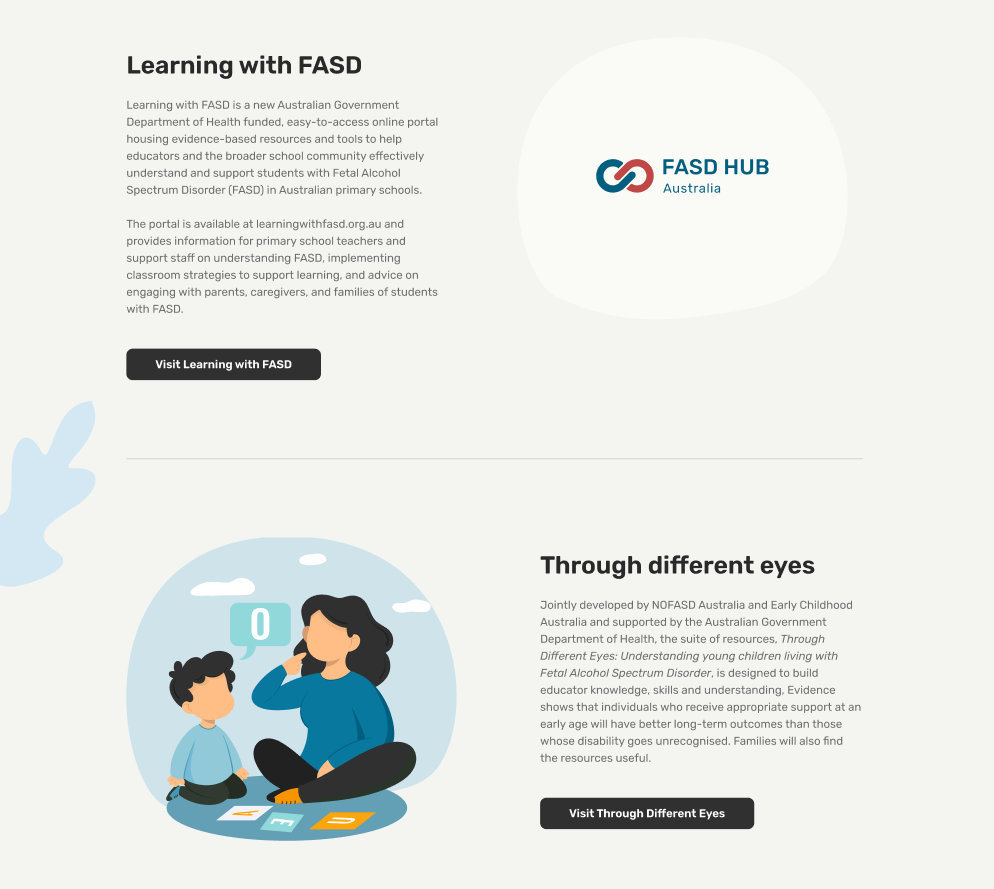 Learning with FASD
Learning with FASD is a new Australian Government
Department of Health funded, easy-to-access online portal
housing evidence-based resources and tools to help
educators and the broader school community effectively
understand and support students with Fetal Alcohol
Spectrum Disorder (FASD) in Australian primary schools.
The portal is available at learningwithfasd.org.au and
provides information for primary school teachers and
support staff on understanding FASD, implementing
classroom strategies to support learning, and advice on
engaging with parents, caregivers, and families of students
with FASD.
Visit Learning with FASD
FASD HUB
Australia
O
A
E
U
Through different eyes
Jointly developed by NOFASD Australia and Early Childhood
Australia and supported by the Australian Government
Department of Health, the suite of resources, Through
Different Eyes: Understanding young children living with
Fetal Alcohol Spectrum Disorder, is designed to build
educator knowledge, skills and understanding, Evidence
shows that individuals who receive appropriate support at an
early age will have better long-term outcomes than those
whose disability goes unrecognised. Families will also find
the resources useful.
Visit Through Different Eyes